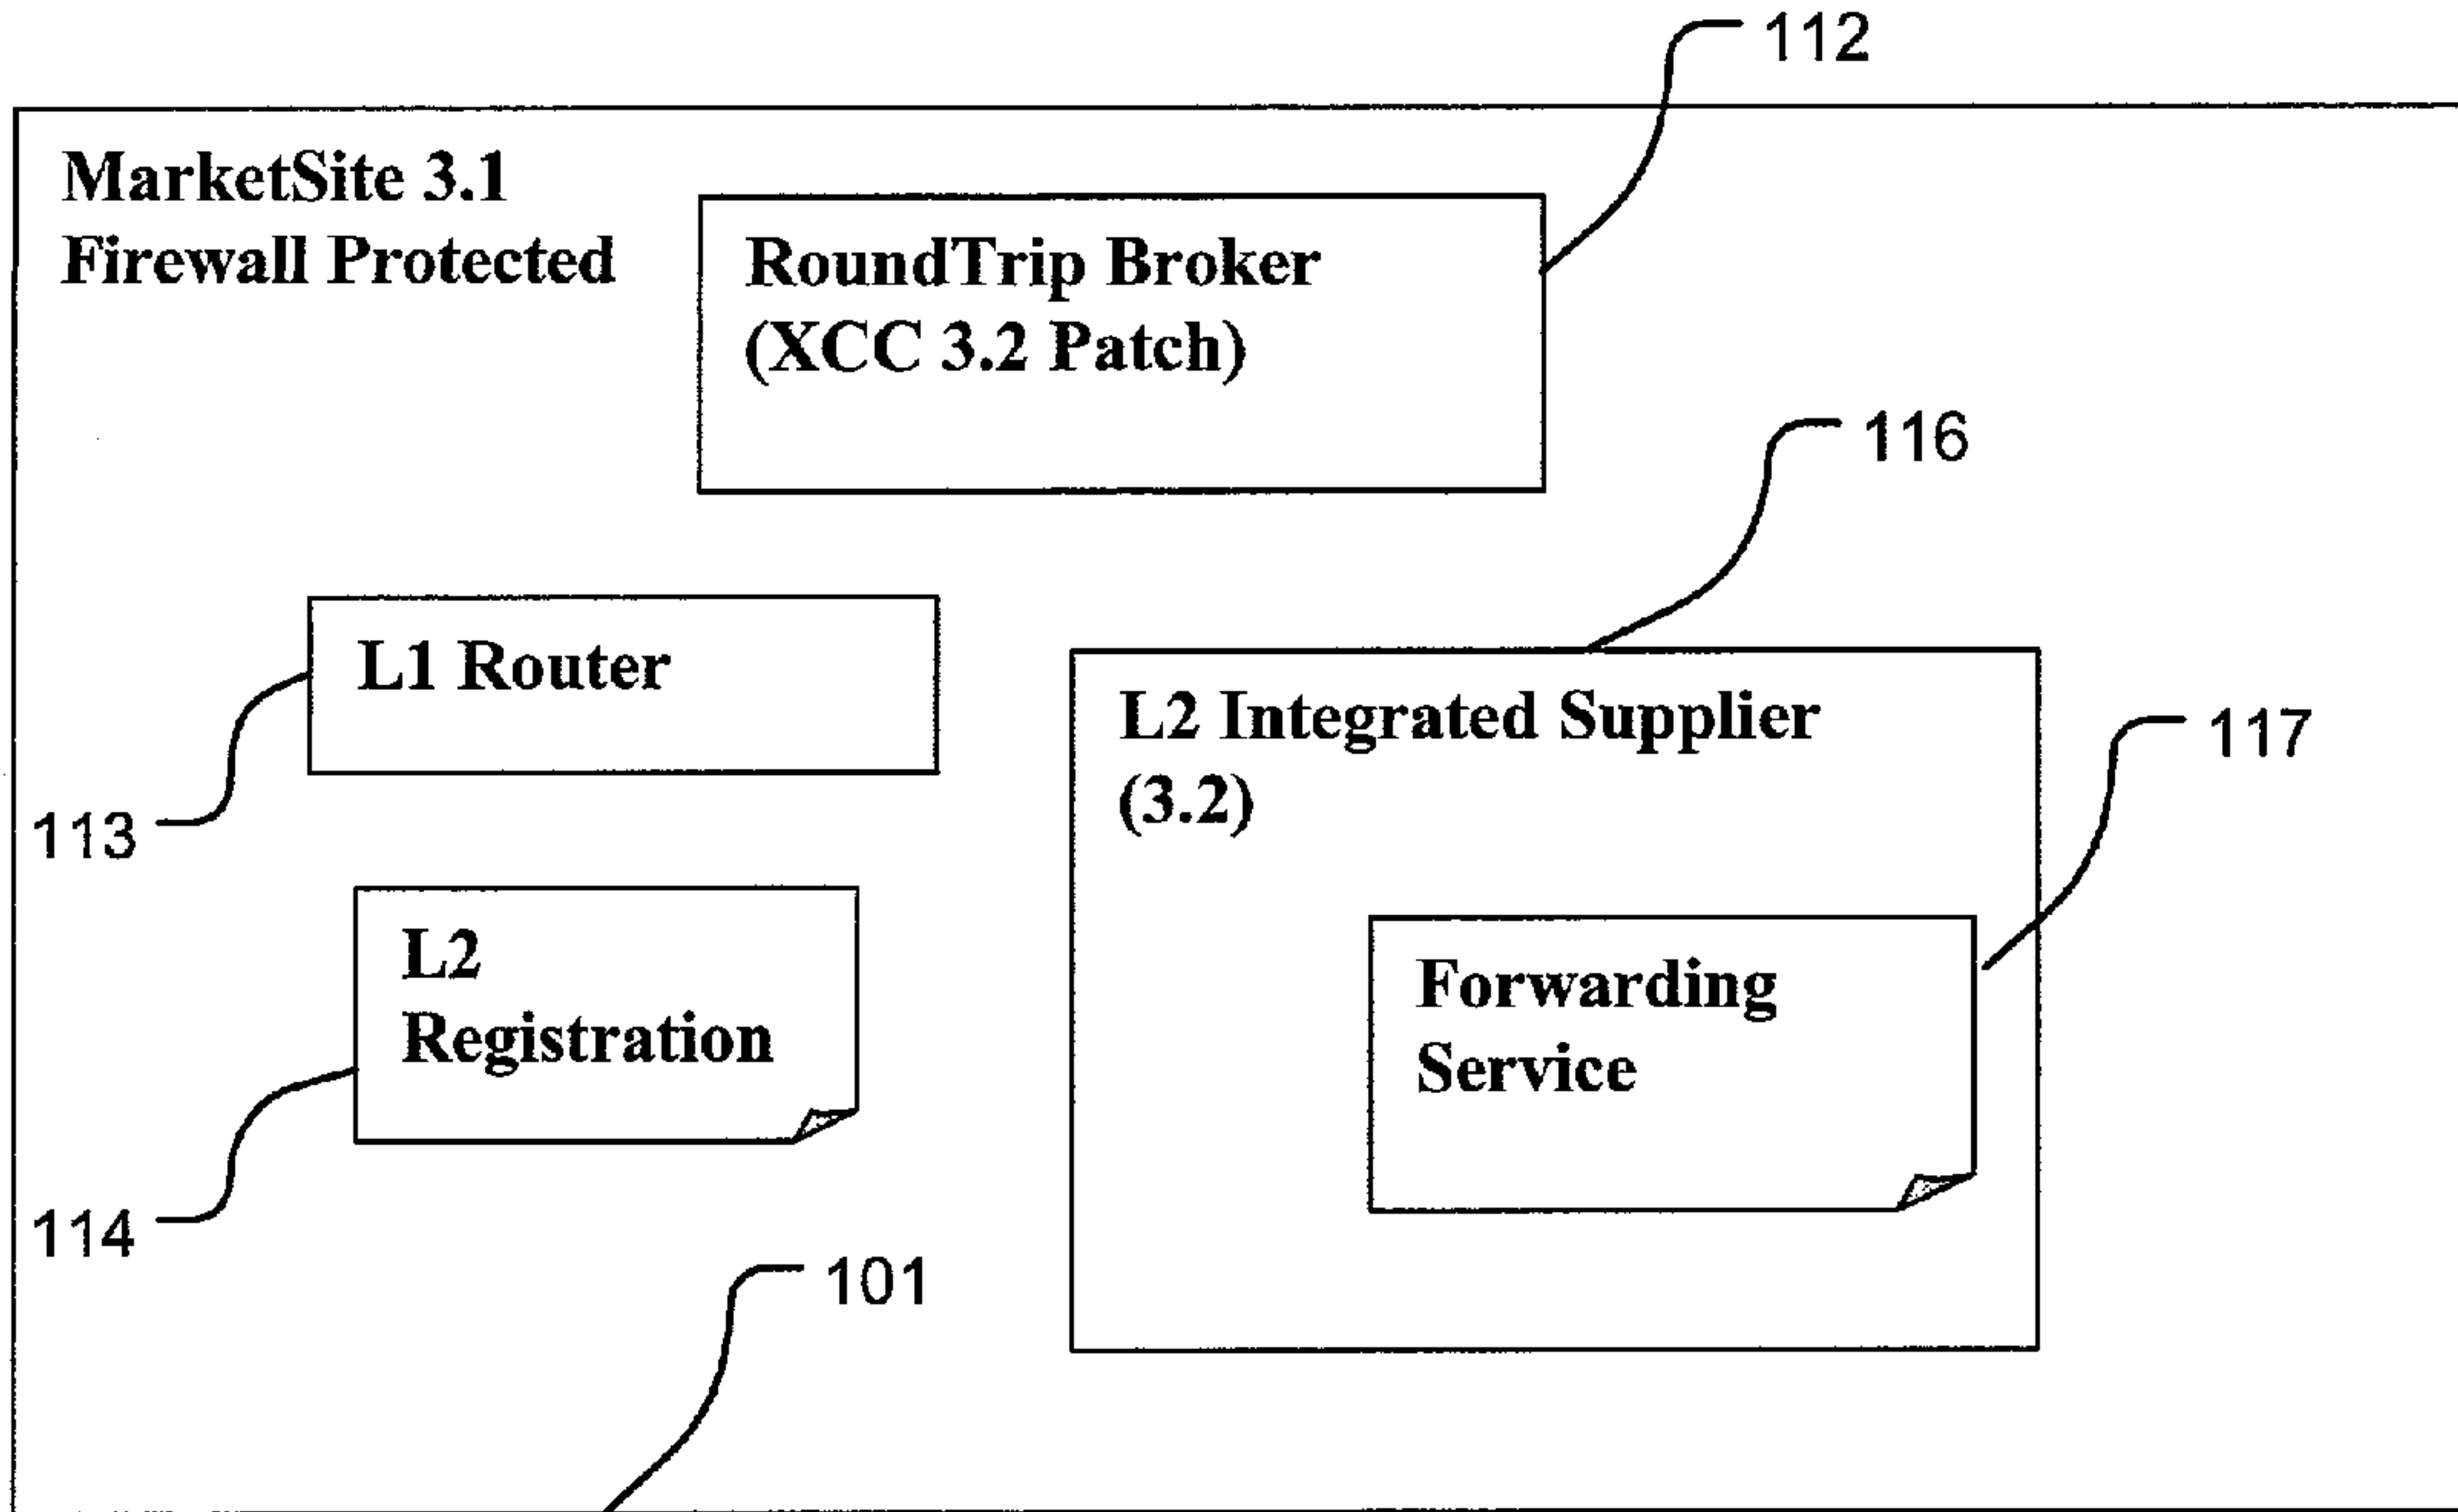 112
MarketSite 3.1
Firewall Protected
RoundTrip Broker
(XCC 3.2 Patch)
116
L1 Router
L2 Integrated Supplier
(3.2)
117
113
L2
Registration
Forwarding
Service
114
101